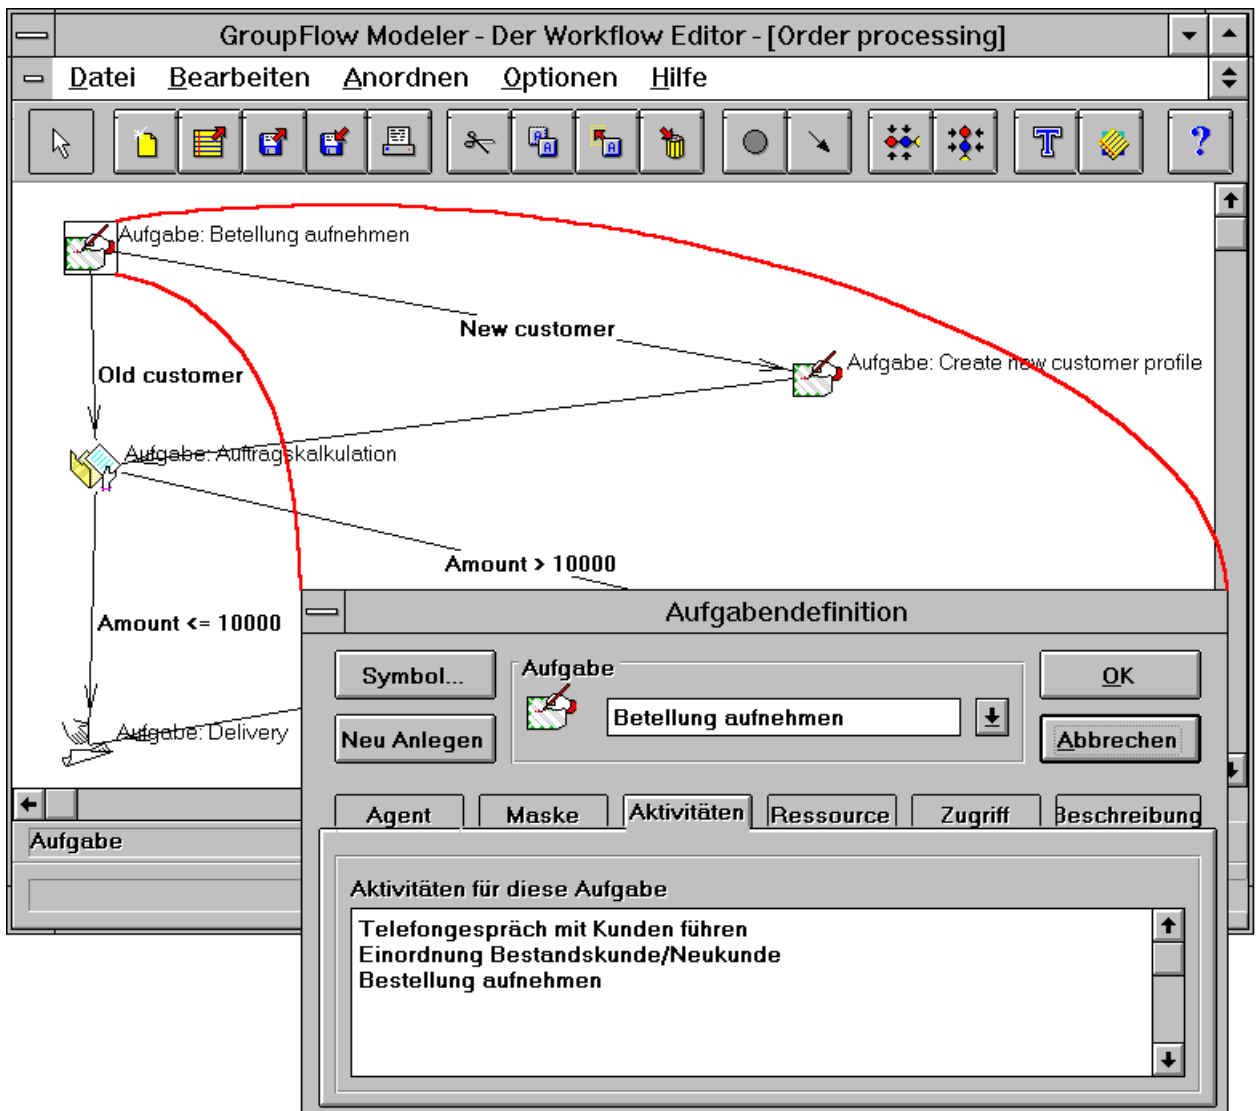 GroupFlow Modeler - Der Workflow Editor - [Order processing]
Datei Bearbeiten Anordnen Optionen Hilfe
Aufgabe: Betellung aufnehmen
New customer
Aufgabe: Create new customer profile
Old customer
Aufgabe: Auftragskalkulation
Amount > 10000
Amount <= 10000
Aufgabe: Delivery
Aufgabe
Aufgabendefinition
Symbol...
Aufgabe
OK
Neu Anlegen
Betellung aufnehmen
Abbrechen
Agent Maske Aktivitäten Ressource Zugriff Beschreibung
Aktivitäten für diese Aufgabe
Telefongespräch mit Kunden führen
Einordnung Bestandskunde/Neukunde
Bestellung aufnehmen